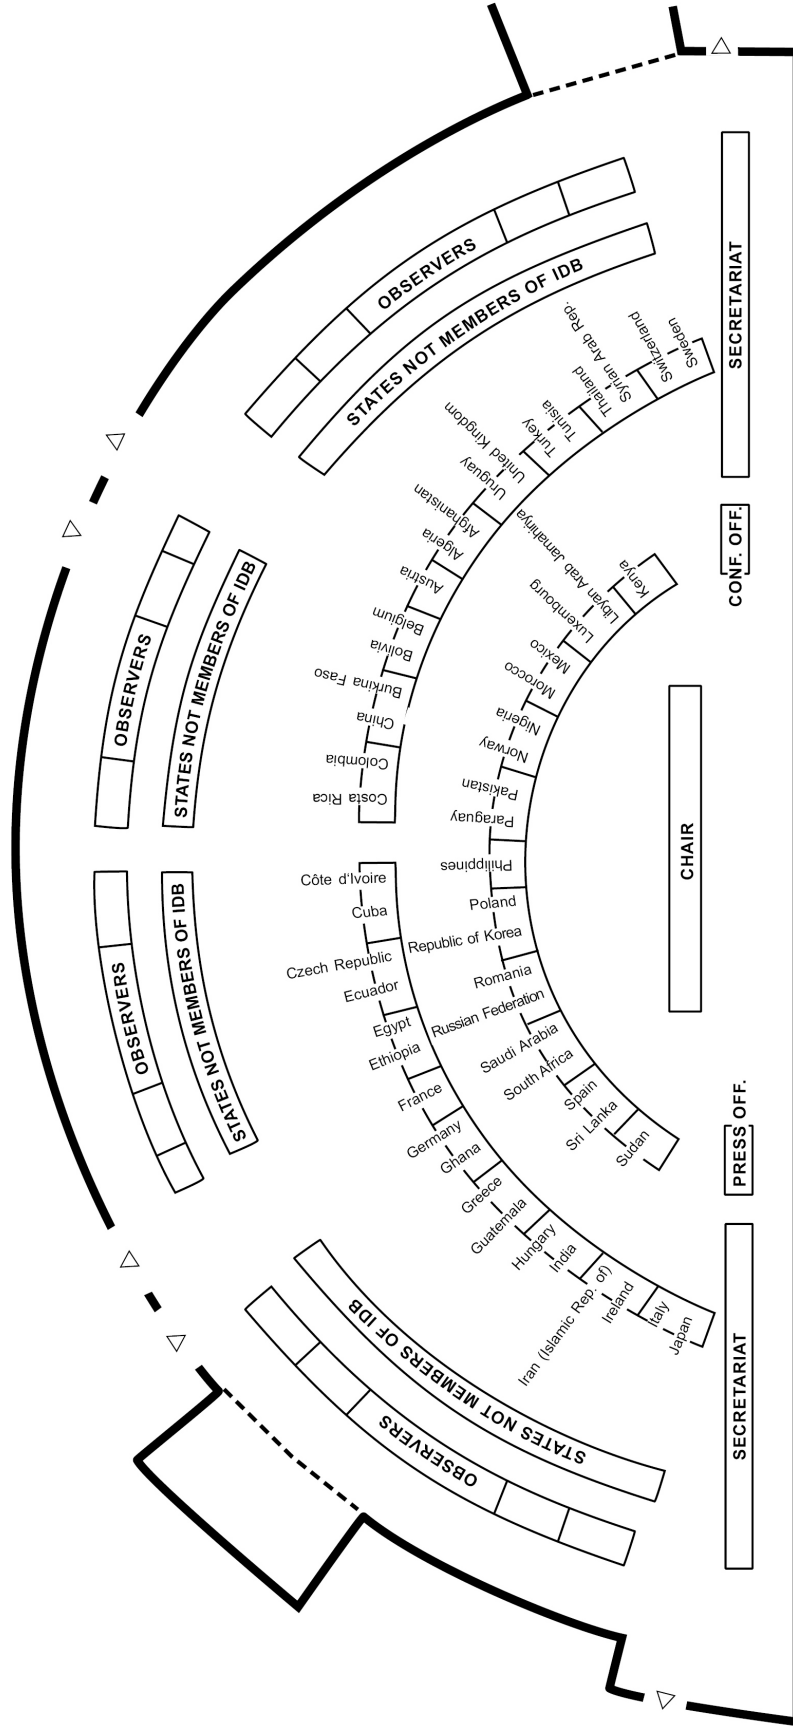 SECRETARIAT
OBSERVERS
STATES NOT MEMBERS OF IDB
Sweden
Switzerland
Syrian Arab Rep.
Thailand
Tunisia
Turkey
United Kingdom
Uruguay
Afghanistan
Algeria
Austria
Belgium
Bolivia
Burkina Faso
China
Colombia
Costa Rica
CONF. OFF.
Kenya
Libyan Arab Jamahiriya
Luxembourg
Mexico
Morocco
Nigeria
Norway
Pakistan
Paraguay
Philippines
Poland
Republic of Korea
Romania
Russian Federation
Saudi Arabia
South Africa
Spain
Sri Lanka
Sudan
OBSERVERS
STATES NOT MEMBERS OF IDB
CHAIR
OBSERVERS
STATES NOT MEMBERS OF IDB
Côte d'Ivoire
Cuba
Czech Republic
Ecuador
Egypt
Ethiopia
France
Germany
Ghana
Greece
Guatemala
Hungary
India
Iran (Islamic Rep. of)
Ireland
Italy
Japan
PRESS OFF.
STATES NOT MEMBERS OF IDB
OBSERVERS
SECRETARIAT